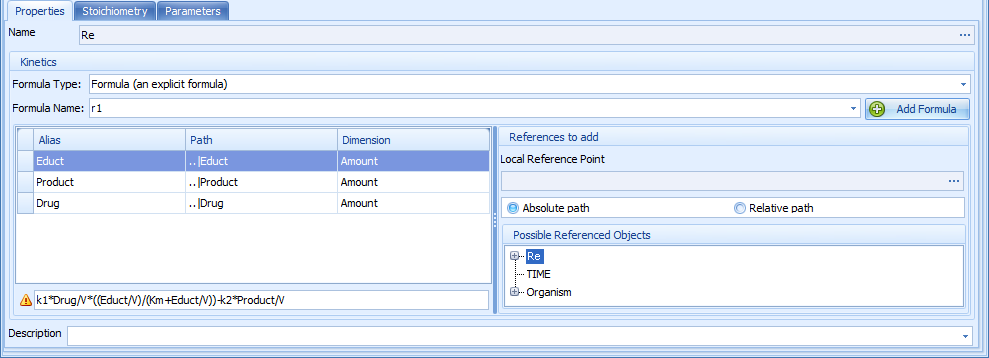 Properties Stoichiometry Parameters
Name Re ...
Kinetics
Formula Type: Formula (an explicit formula)
Formula Name: r1 Add Formula
Alias Path Dimension
Educt ..|Educt Amount
Product ..|Product Amount
Drug ..|Drug Amount
k1*Drug/V*((Educt/V)/(Km+Educt/V))-k2*Product/V
References to add
Local Reference Point
...
Absolute path Relative path
Possible Referenced Objects
Re
TIME
Organism
Description